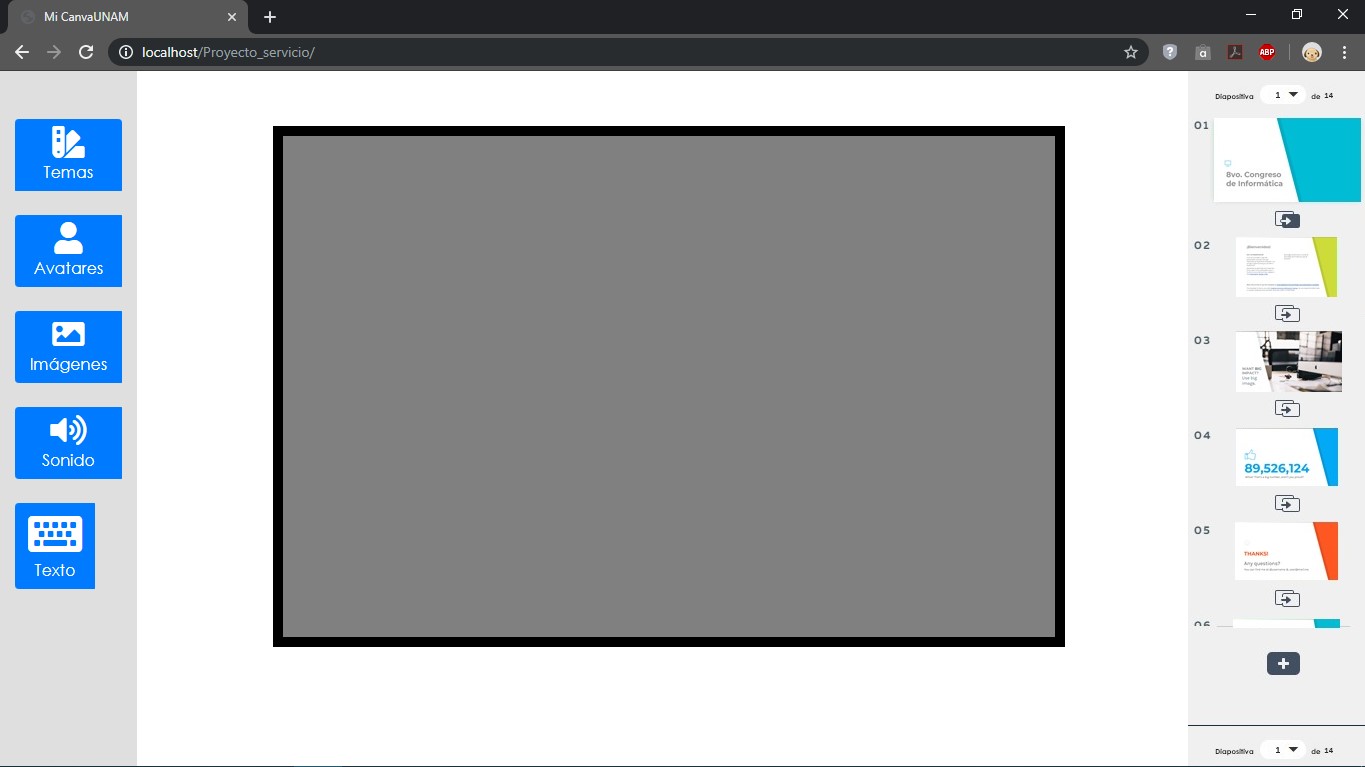 Mi CanvaUNAM
localhost/Proyecto_servicio/
ABP
Temas
Avatares
Imágenes
Sonido
Texto
Diapositiva 1 de 14
01
8vo. Congreso
de Informática
02
03
WANT BIG
IMPACT?
Use big
image.
04
89,526,124
05
THANKS!
Any questions?
06
Diapositiva 1 de 14